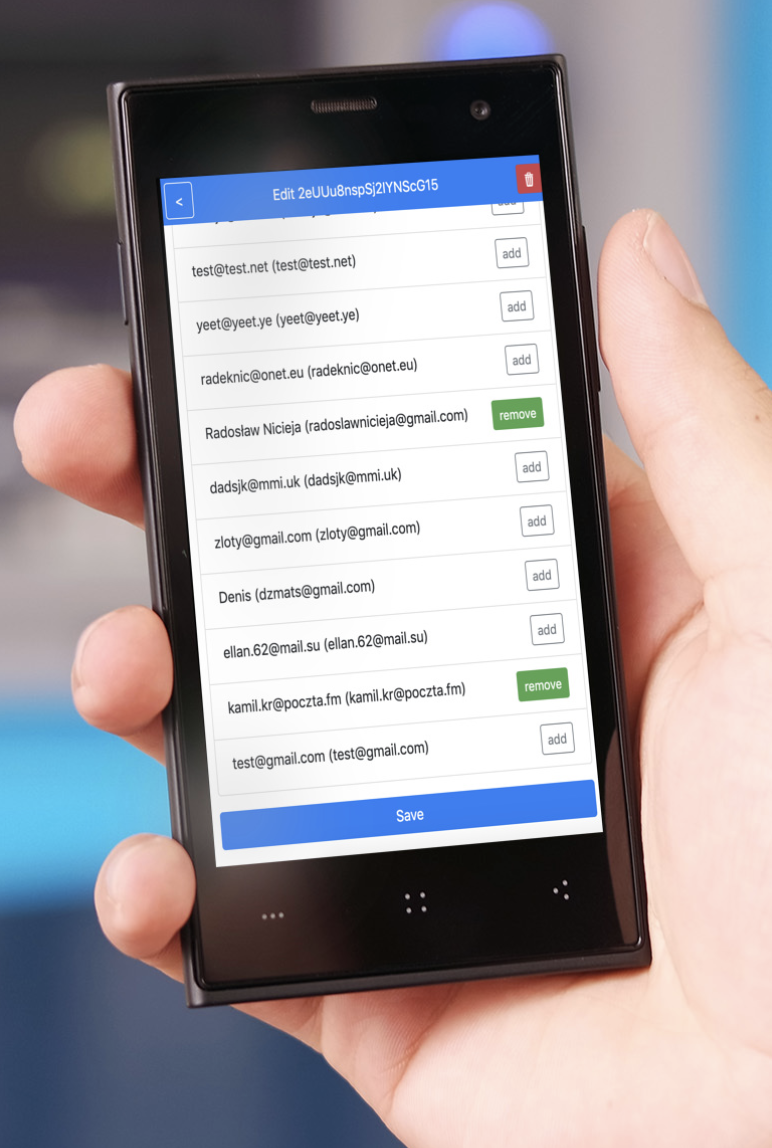 < Edit 2eUUu8nspSj2IYNScG15
add
test@test.net (test@test.net) add
yeet@yeet.ye (yeet@yeet.ye) add
radeknic@onet.eu (radeknic@onet.eu) add
Radosław Nicieja (radoslawnicieja@gmail.com) remove
dadsjk@mmi.uk (dadsjk@mmi.uk) add
zloty@gmail.com (zloty@gmail.com) add
Denis (dzmats@gmail.com) add
ellan.62@mail.su (ellan.62@mail.su) add
kamil.kr@poczta.fm (kamil.kr@poczta.fm) remove
test@gmail.com (test@gmail.com) add
Save